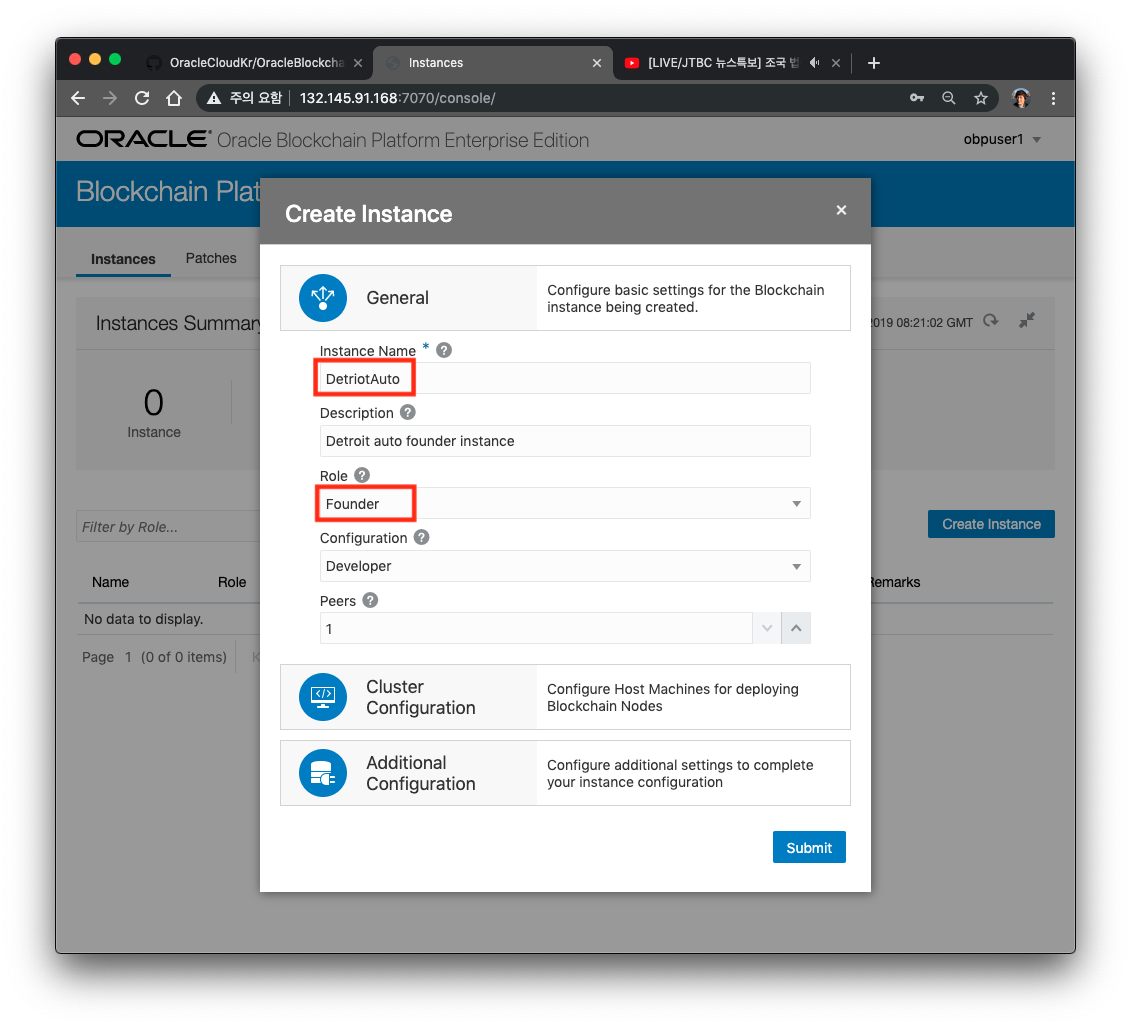 OracleCloudKr/OracleBlockcha
Instances
[LIVE/JTBC 뉴스특보] 조국 법
주의 요함
132.145.91.168:7070/console/
ORACLE® Oracle Blockchain Platform Enterprise Edition
obpuser1
Blockchain Plat
Create Instance
Instances
Patches
General
Configure basic settings for the Blockchain
instance being created.
Instances Summary
2019 08:21:02 GMT
Instance Name *
DetriotAuto
0
Instance
Description
Detroit auto founder instance
Role
Founder
Filter by Role...
Create Instance
Configuration
Developer
Name
Role
Remarks
Peers
1
No data to display.
Page 1 (0 of 0 items)
Cluster
Configuration
Configure Host Machines for deploying
Blockchain Nodes
Additional
Configuration
Configure additional settings to complete
your instance configuration
Submit